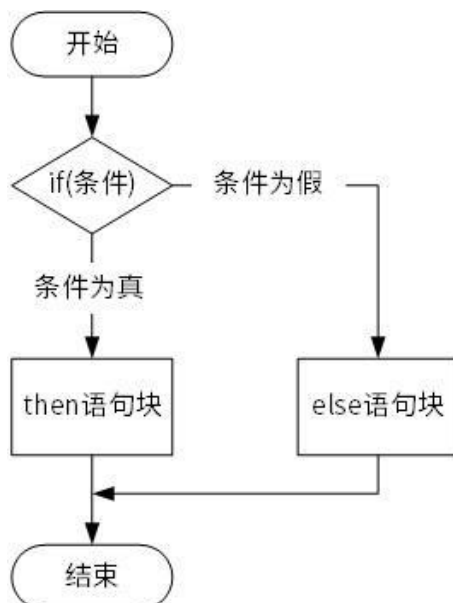 开始
if(条件)
条件为假
条件为真
then语句块
else语句块
结束